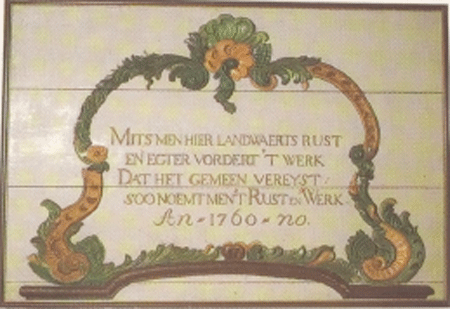 MITS MEN HIER LANDWAERTS RUST
EN EGTER VORDERT 'T WERK
DAT HET GEMEEN VEREYST:
SOO NOEMT MEN'T RUST EN WERK
An - 1760 - no.